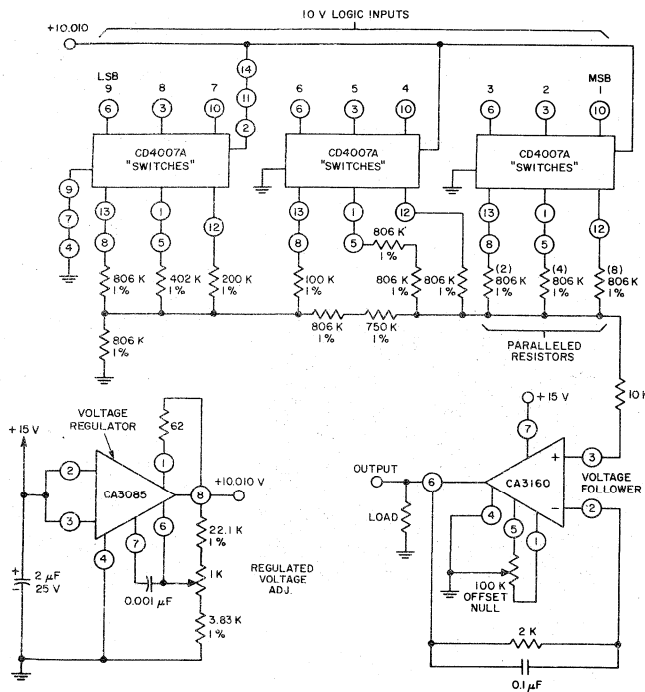 10 V LOGIC INPUTS
+10.010
LSB
9 8 7
6 3 10
14
11
2
6 5 4
6 3 10
MSB
3 2 1
6 3 10
CD4007A
"SWITCHES"
CD4007A
"SWITCHES"
CD4007A
"SWITCHES"
9
7
4
13 1 12
8 5
13 1 12
8 5
13 1 12
8 5
806 K
1%
806 K
1%
402 K
1%
200 K
1%
100 K
1%
806 K
1%
806 K
1%
(2)
806 K
1%
(4)
806 K
1%
(8)
806 K
1%
806 K
1%
750 K
1%
PARALLELED
RESISTORS
806 K
1%
VOLTAGE
REGULATOR
+15 V
62
1
2
3
CA3085
8
+10.010 V
6
7
4
22.1 K
1%
1K
0.001 µF
3.83 K
1%
REGULATED
VOLTAGE
ADJ.
2 µF
25 V
+
−
+15 V
7
OUTPUT
6
CA3160
+
−
3
2
VOLTAGE
FOLLOWER
LOAD
4
5
1
100 K
OFFSET
NULL
2 K
0.1 µF